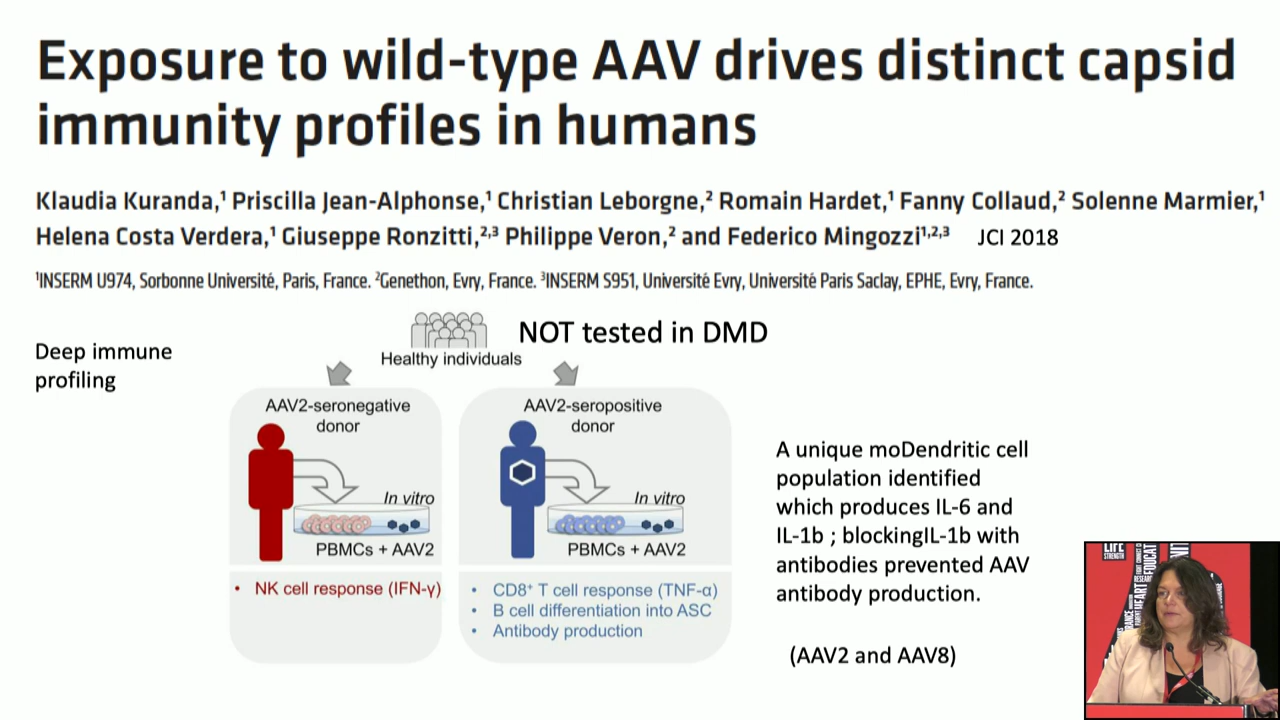 Exposure to wild-type AAV drives distinct capsid
immunity profiles in humans
Klaudia Kuranda,¹ Priscilla Jean-Alphonse,¹ Christian Leborgne,² Romain Hardet,¹ Fanny Collaud,² Solenne Marmier,¹
Helena Costa Verdera,¹ Giuseppe Ronzitti,²,³ Philippe Veron,² and Federico Mingozzi¹,²,³ JCI 2018
¹INSERM U974, Sorbonne Université, Paris, France. ²Genethon, Evry, France. ³INSERM S951, Université Evry, Université Paris Saclay, EPHE, Evry, France.
NOT tested in DMD
Deep immune
profiling
Healthy individuals
AAV2-seronegative
donor
In vitro
PBMCs + AAV2
• NK cell response (IFN-γ)
AAV2-seropositive
donor
In vitro
PBMCs + AAV2
• CD8⁺ T cell response (TNF-α)
• B cell differentiation into ASC
• Antibody production
A unique moDendritic cell
population identified
which produces IL-6 and
IL-1b ; blockingIL-1b with
antibodies prevented AAV
antibody production.
(AAV2 and AAV8)
LIFE
STRENGTH